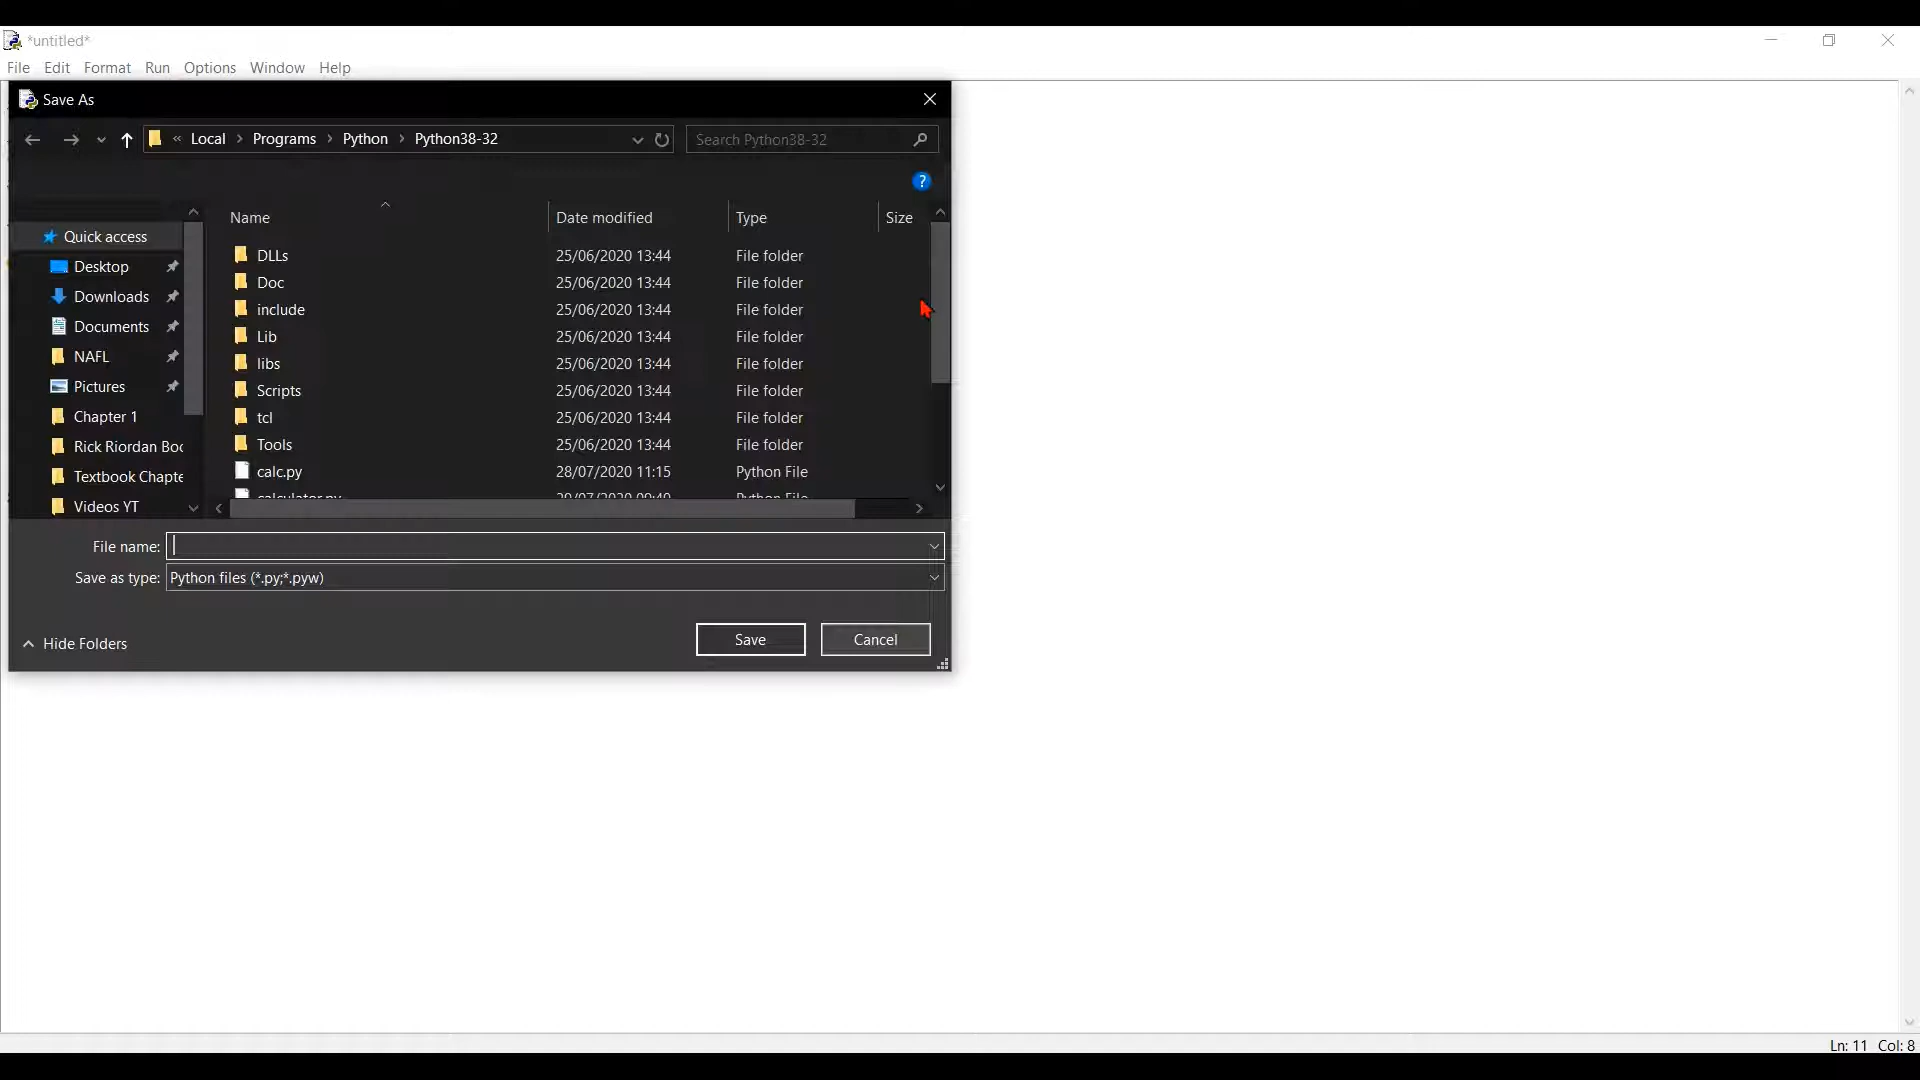 *untitled*
File Edit Format Run Options Window Help
Save As
« Local > Programs > Python > Python38-32
Search Python38-32
?
Name Date modified Type Size
Quick access
Desktop
Downloads
Documents
NAFL
Pictures
Chapter 1
Rick Riordan Boo
Textbook Chapte
Videos YT
DLLs 25/06/2020 13:44 File folder
Doc 25/06/2020 13:44 File folder
include 25/06/2020 13:44 File folder
Lib 25/06/2020 13:44 File folder
libs 25/06/2020 13:44 File folder
Scripts 25/06/2020 13:44 File folder
tcl 25/06/2020 13:44 File folder
Tools 25/06/2020 13:44 File folder
calc.py 28/07/2020 11:15 Python File
calculator.py Python File
File name:
Save as type: Python files (*.py;*.pyw)
Hide Folders
Save
Cancel
Ln: 11 Col: 8